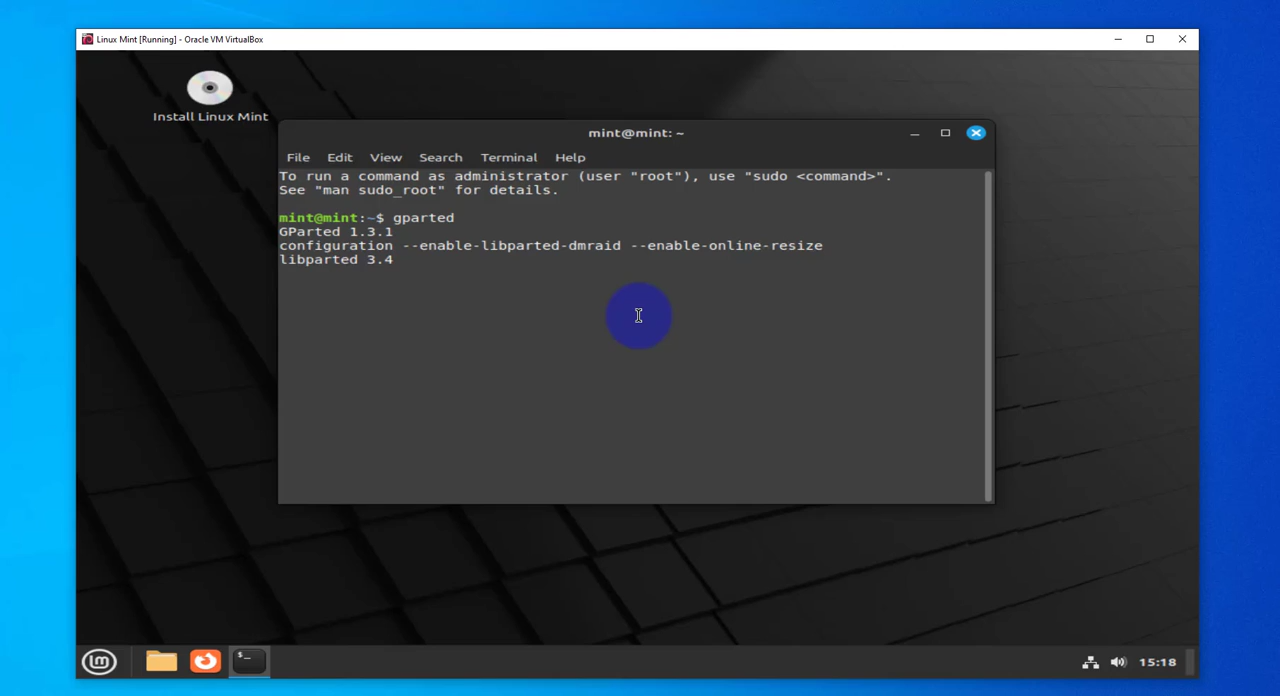 Linux Mint [Running] - Oracle VM VirtualBox
Install Linux Mint
mint@mint: ~
File Edit View Search Terminal Help
To run a command as administrator (user "root"), use "sudo <command>".
See "man sudo_root" for details.
mint@mint:~$ gparted
GParted 1.3.1
configuration --enable-libparted-dmraid --enable-online-resize
libparted 3.4
lm
$_
15:18